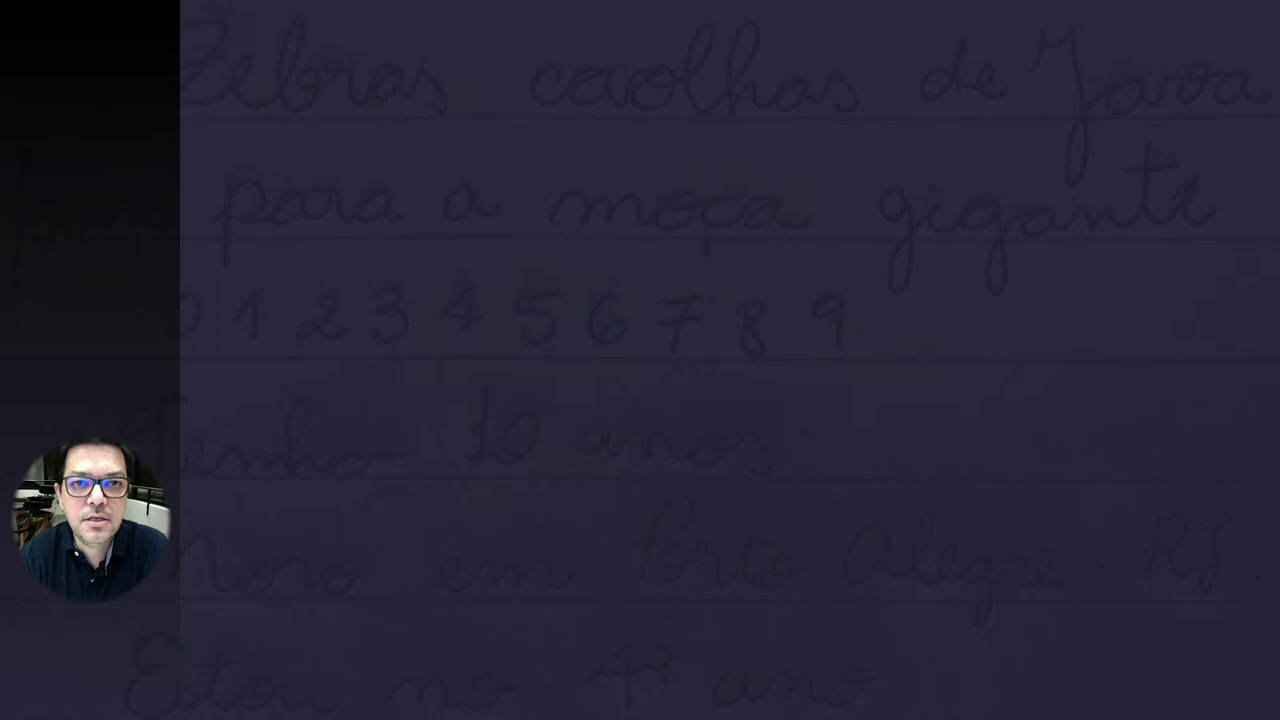 Zebras caolhas de Java
para a moça gigante
0 1 2 3 4 5 6 7 8 9
Tenho 10 anos.
Moro em Porto Alegre - RS.
Estou no 4º ano.